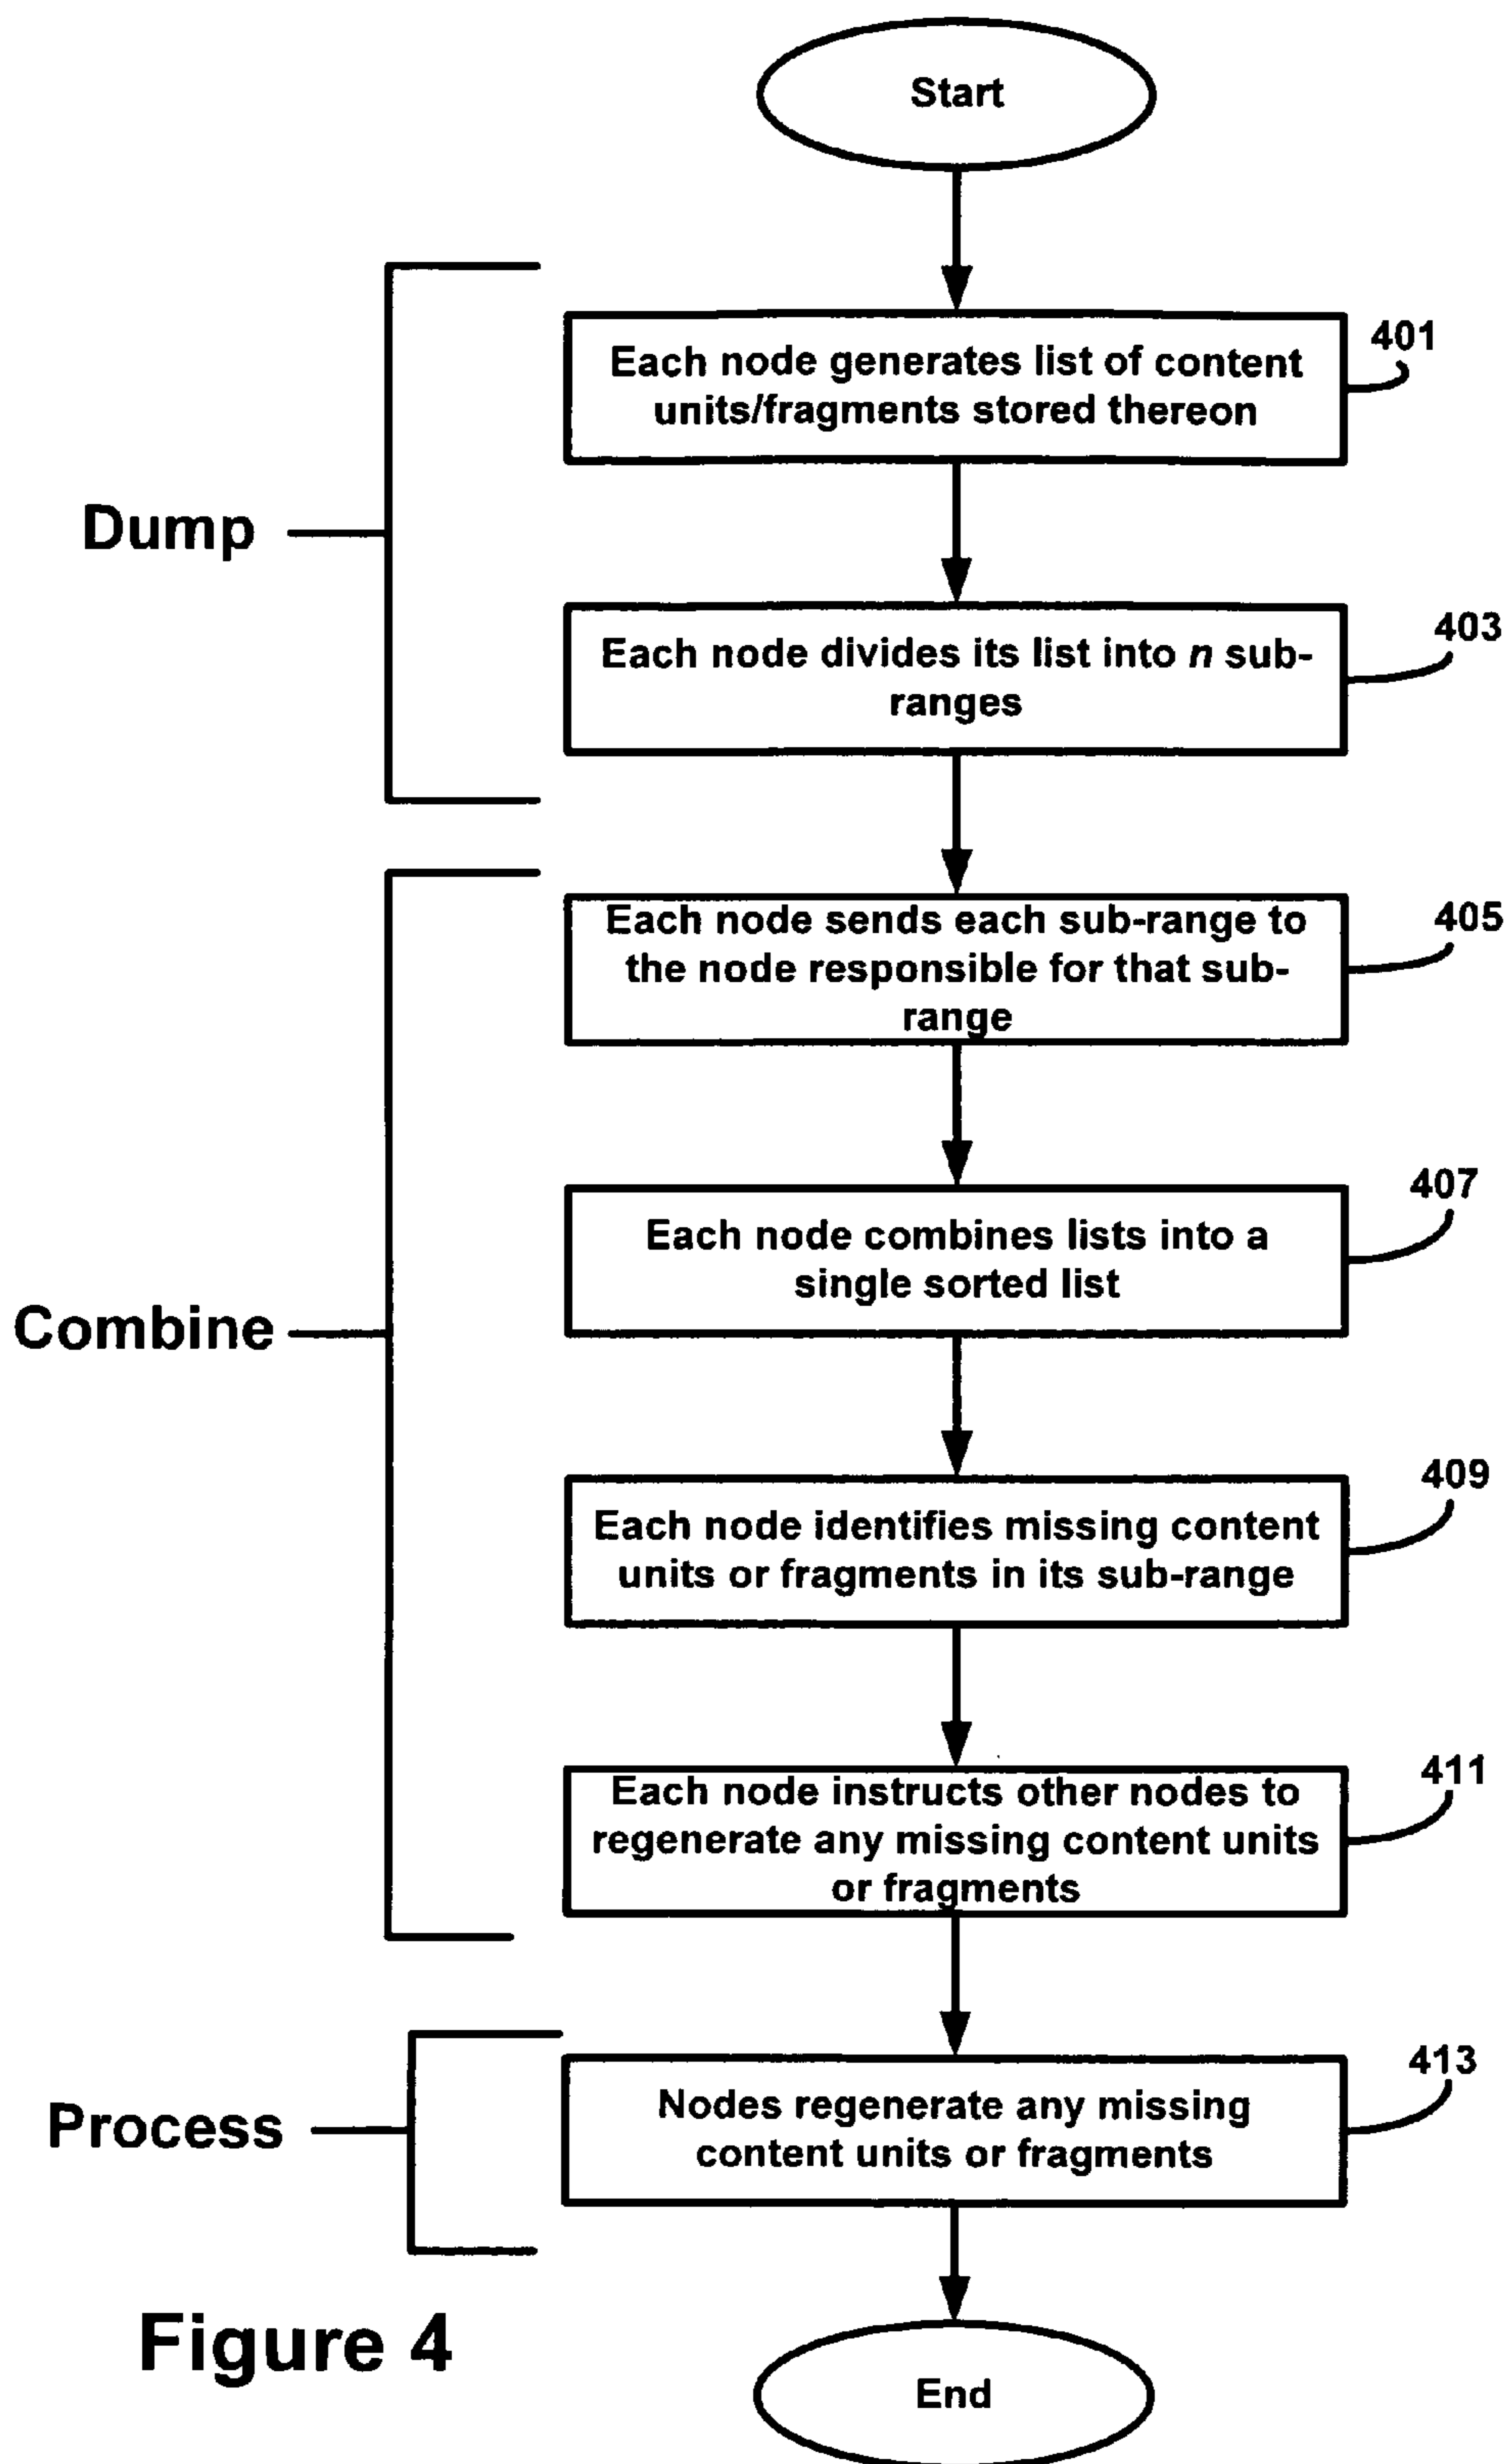 Start
Dump
Each node generates list of content
units/fragments stored thereon
401
Each node divides its list into n sub-
ranges
403
Combine
Each node sends each sub-range to
the node responsible for that sub-
range
405
Each node combines lists into a
single sorted list
407
Each node identifies missing content
units or fragments in its sub-range
409
Each node instructs other nodes to
regenerate any missing content units
or fragments
411
Process
Nodes regenerate any missing
content units or fragments
413
End
Figure 4